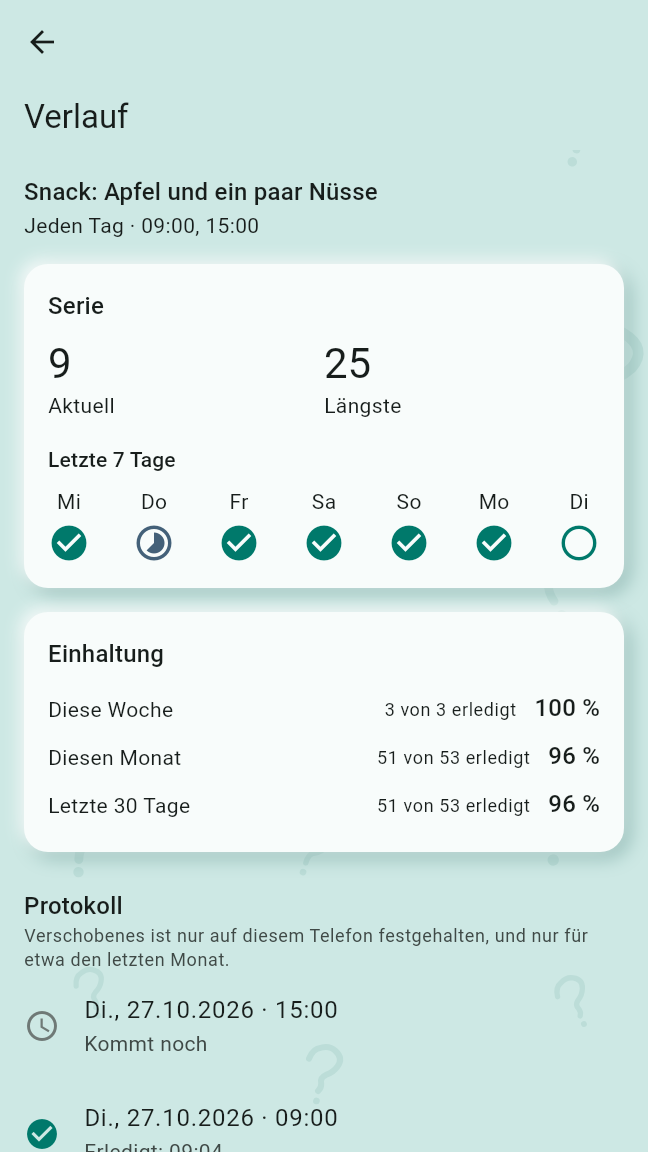 Verlauf
Snack: Apfel und ein paar Nüsse
Jeden Tag · 09:00, 15:00
Serie
9
25
Aktuell
Längste
Letzte 7 Tage
Mi Do Fr Sa So Mo Di
Einhaltung
Diese Woche 3 von 3 erledigt 100 %
Diesen Monat 51 von 53 erledigt 96 %
Letzte 30 Tage 51 von 53 erledigt 96 %
Protokoll
Verschobenes ist nur auf diesem Telefon festgehalten, und nur für
etwa den letzten Monat.
Di., 27.10.2026 · 15:00
Kommt noch
Di., 27.10.2026 · 09:00
Erledigt: 09:04